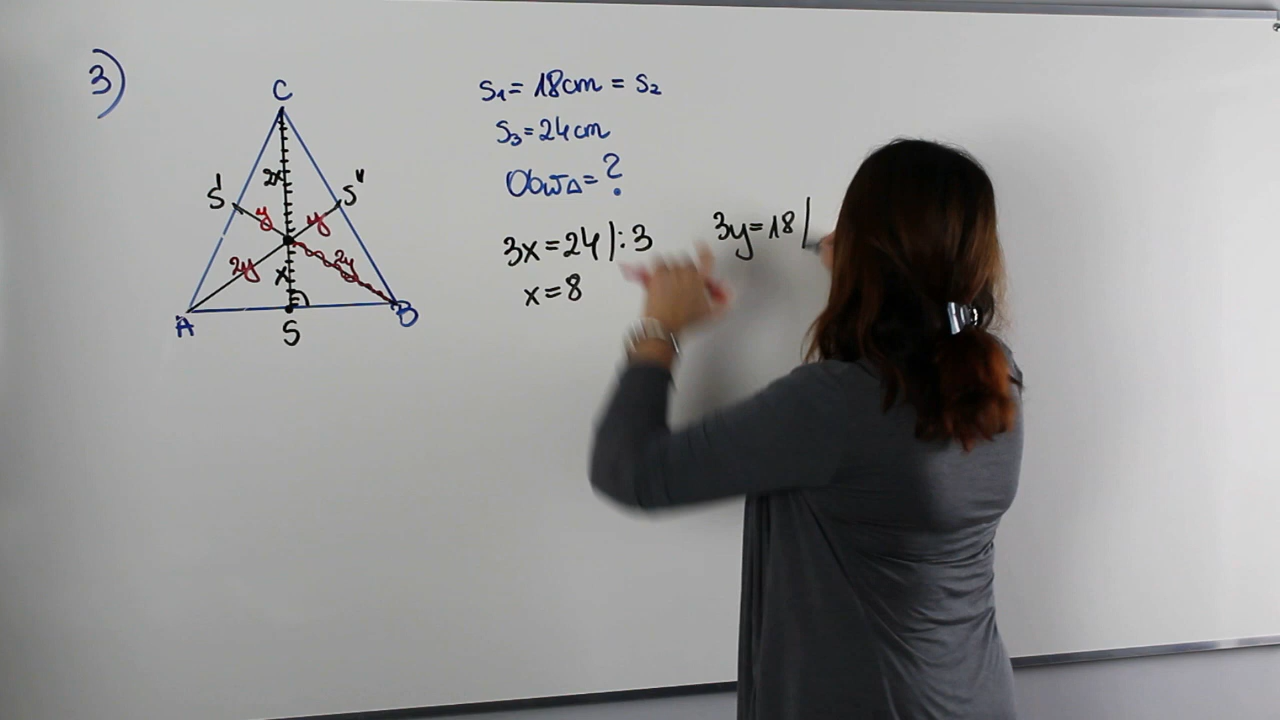 3)
C
S'
S"
2x
y
y
2y
2y
x
A
S
B
S₁ = 18cm = S₂
S₃ = 24cm
Obw△ = ?
3x = 24 |:3
x = 8
3y = 18 |